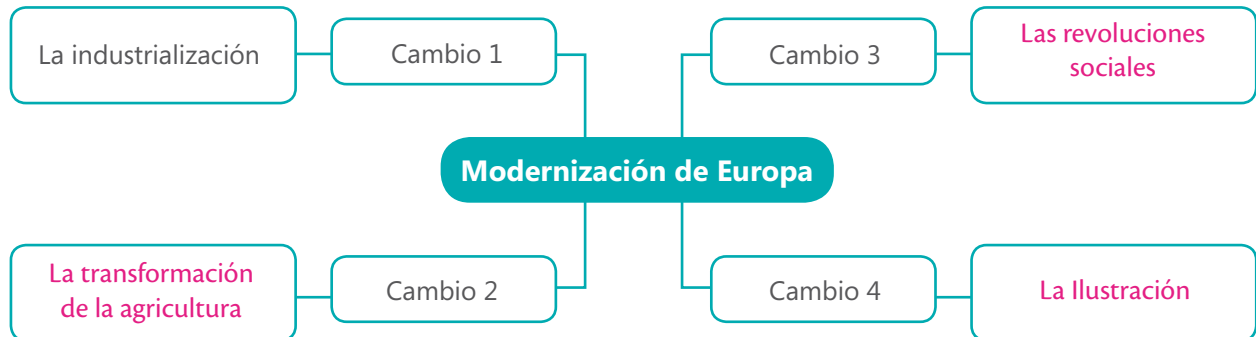 La industrialización
Cambio 1
Cambio 3
Las revoluciones
sociales
Modernización de Europa
La transformación
de la agricultura
Cambio 2
Cambio 4
La Ilustración